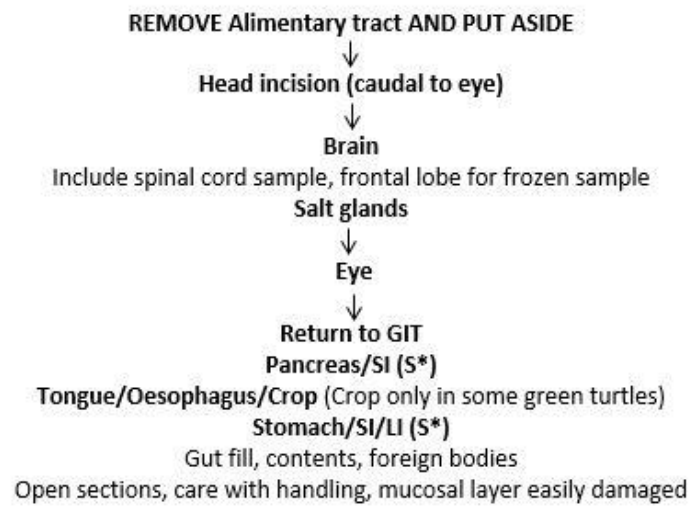 REMOVE Alimentary tract AND PUT ASIDE
Head incision (caudal to eye)
Brain
Include spinal cord sample, frontal lobe for frozen sample
Salt glands
Eye
Return to GIT
Pancreas/SI (S*)
Tongue/Oesophagus/Crop (Crop only in some green turtles)
Stomach/SI/LI (S*)
Gut fill, contents, foreign bodies
Open sections, care with handling, mucosal layer easily damaged